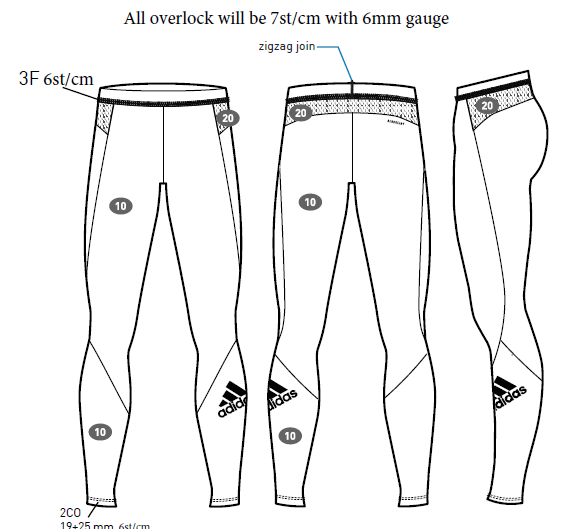 All overlock will be 7st/cm with 6mm gauge
zigzag join
3F 6st/cm
20
20
20
10
10
adidas
adidas
adidas
10
10
2CO
19+25 mm 6st/cm